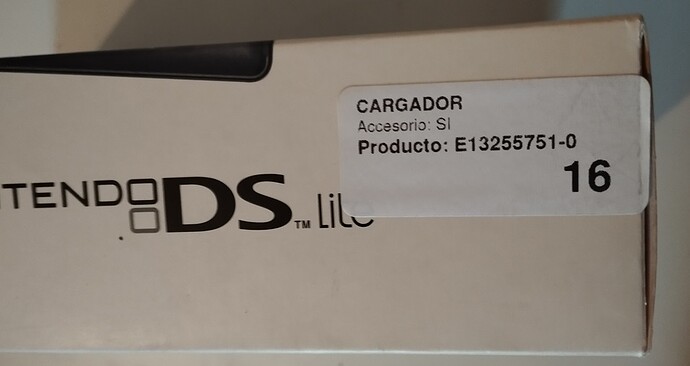 CARGADOR
Accesorio: SI
Producto: E13255751-0
16
NTENDO DS™ Lite